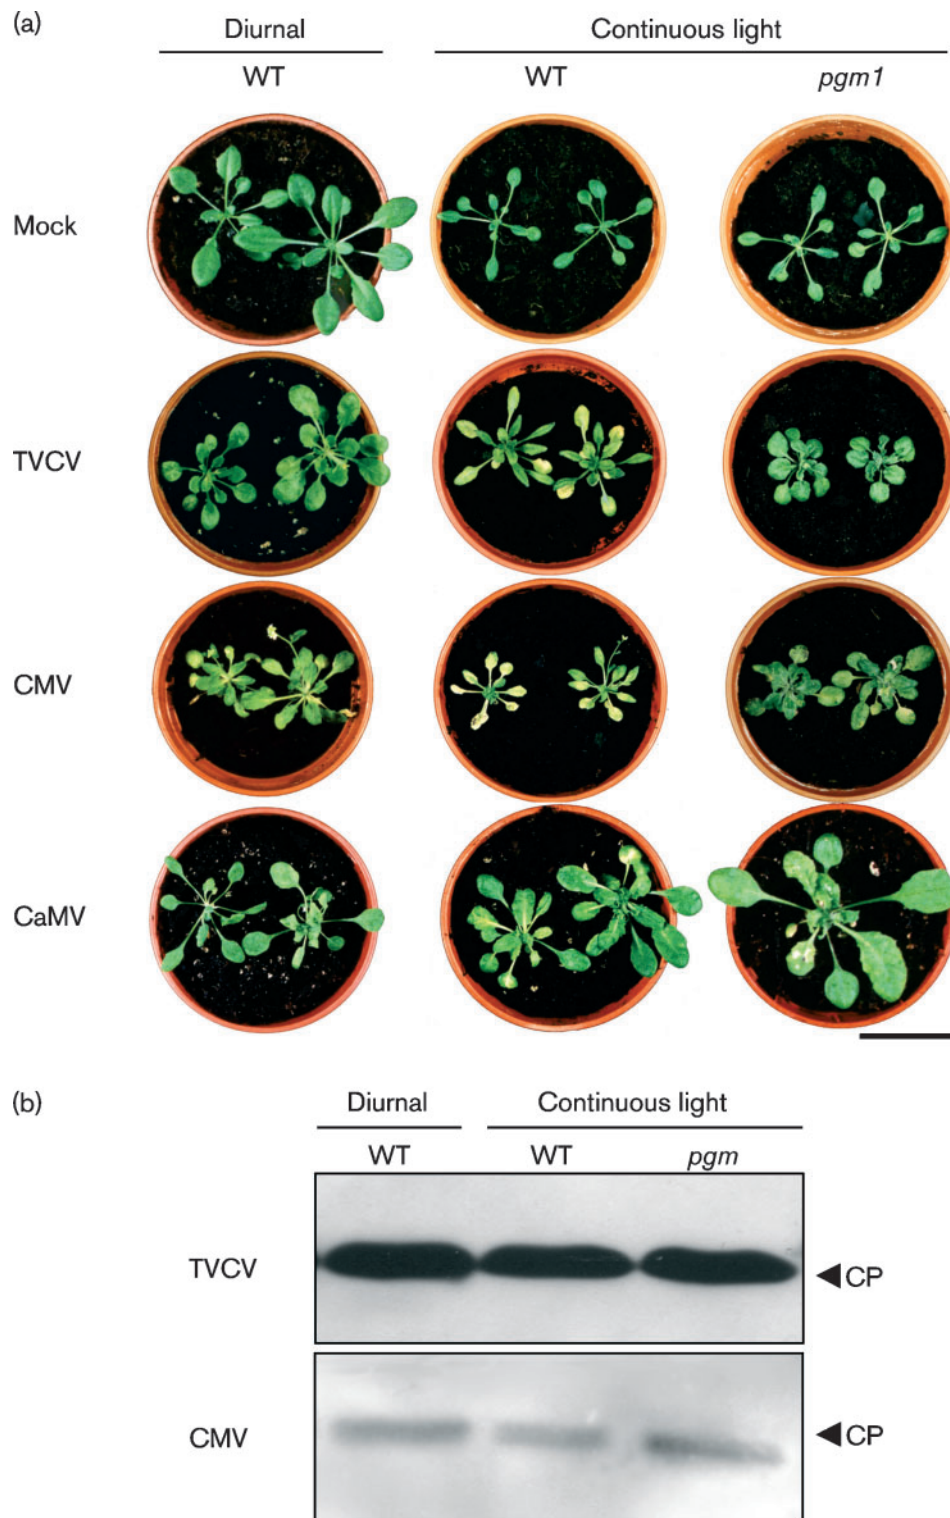 (a)
Diurnal Continuous light
WT WT pgm1
Mock
TVCV
CMV
CaMV
(b)
Diurnal Continuous light
WT WT pgm
TVCV ◀CP
CMV ◀CP